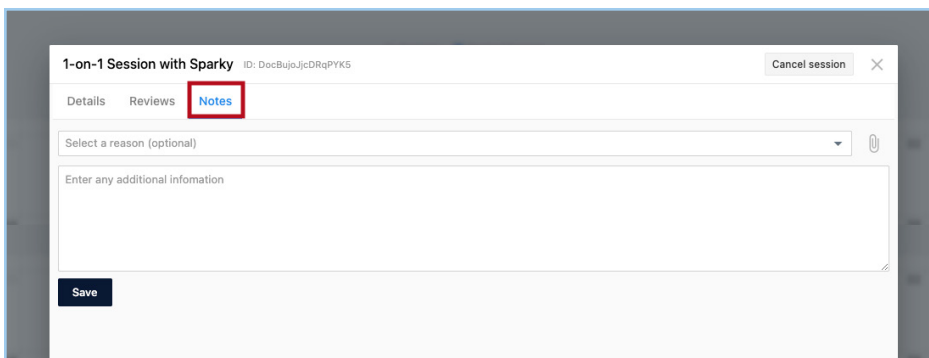 1-on-1 Session with Sparky ID: DocBujoJjcDRqPYK5 Cancel session
Details Reviews Notes
Select a reason (optional)
Enter any additional infomation
Save